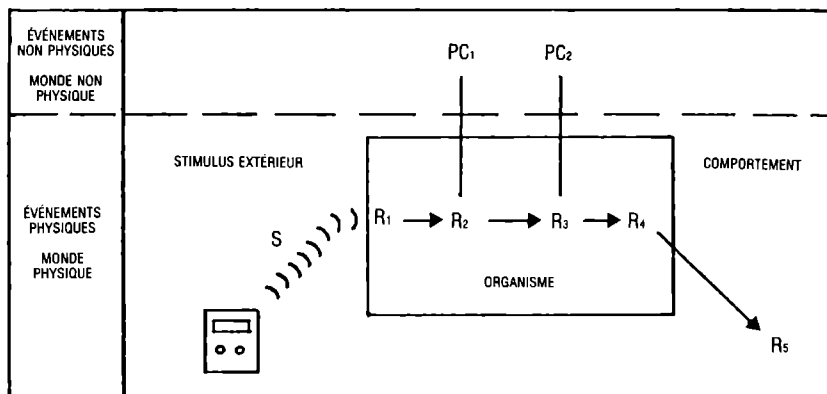 ÉVÉNEMENTS
NON PHYSIQUES
MONDE NON
PHYSIQUE
PC₁
PC₂
STIMULUS EXTÉRIEUR
COMPORTEMENT
ÉVÉNEMENTS
PHYSIQUES
MONDE
PHYSIQUE
S
R₁
R₂
R₃
R₄
ORGANISME
R₅